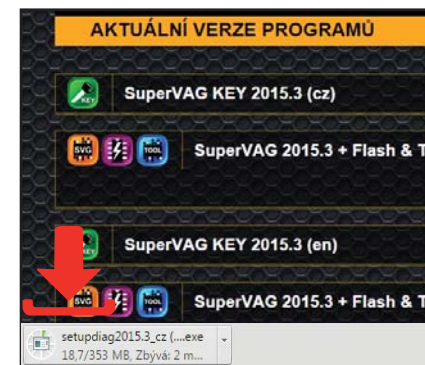 AKTUÁLNÍ VERZE PROGRAMŮ
KEY
SuperVAG KEY 2015.3 (cz)
SVG TOOL SuperVAG 2015.3 + Flash & T
KEY
SuperVAG KEY 2015.3 (en)
SVG TOOL SuperVAG 2015.3 + Flash & T
setupdiag2015.3_cz (....exe
18,7/353 MB, Zbývá: 2 m...